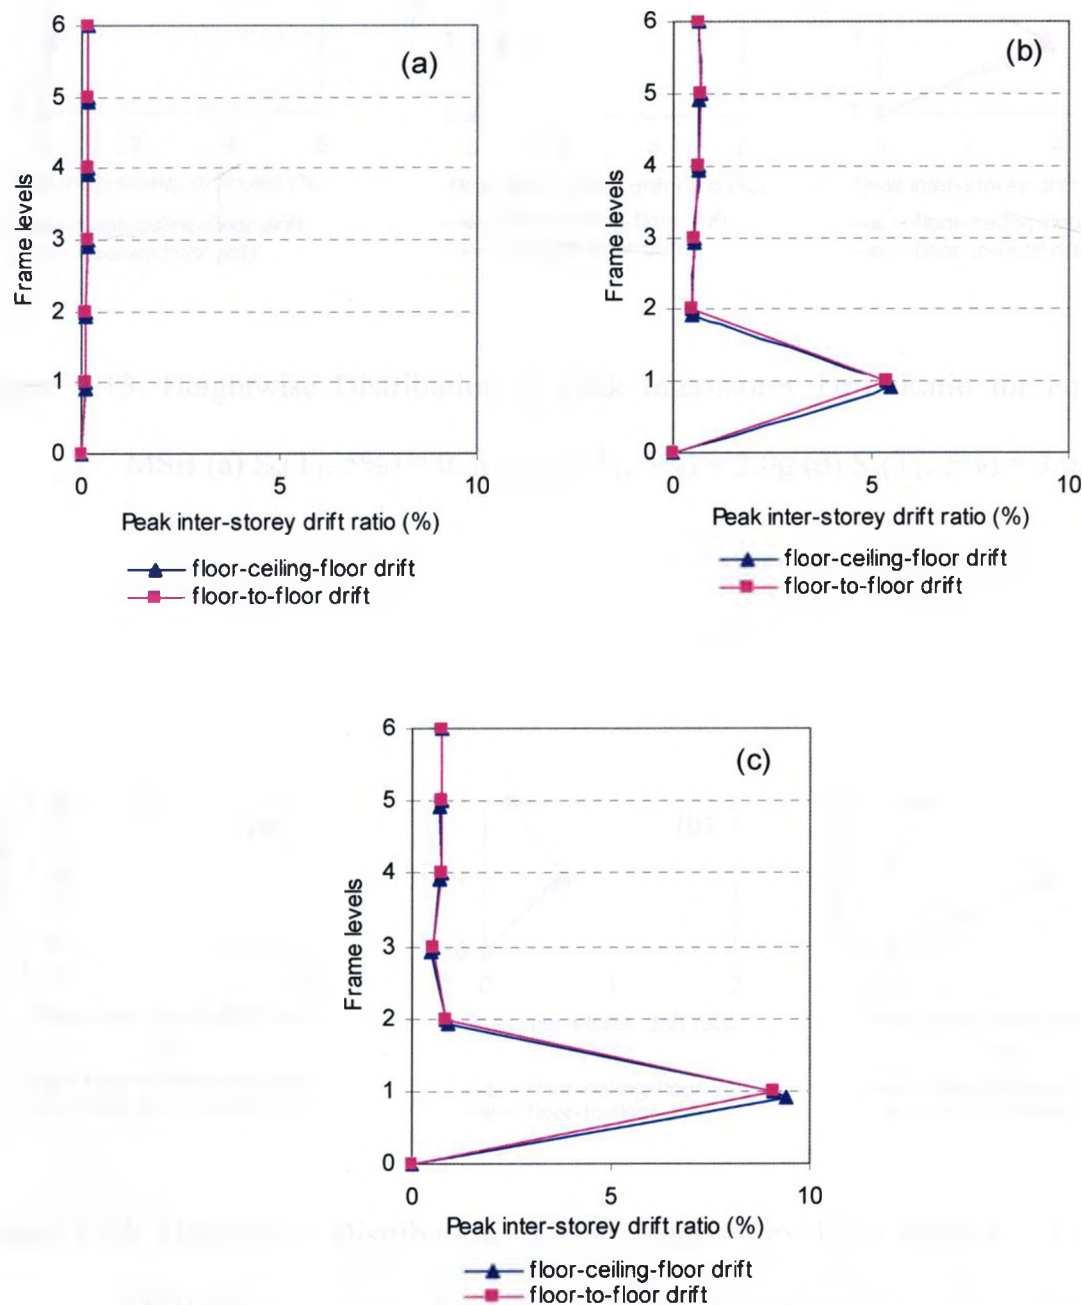 6
5
4
3
2
1
0
Frame levels
(a)
0 5 10
Peak inter-storey drift ratio (%)
floor-ceiling-floor drift
floor-to-floor drift
6
5
4
3
2
1
0
Frame levels
(b)
0 5 10
Peak inter-storey drift ratio (%)
floor-ceiling-floor drift
floor-to-floor drift
6
5
4
3
2
1
0
Frame levels
(c)
0 5 10
Peak inter-storey drift ratio (%)
floor-ceiling-floor drift
floor-to-floor drift